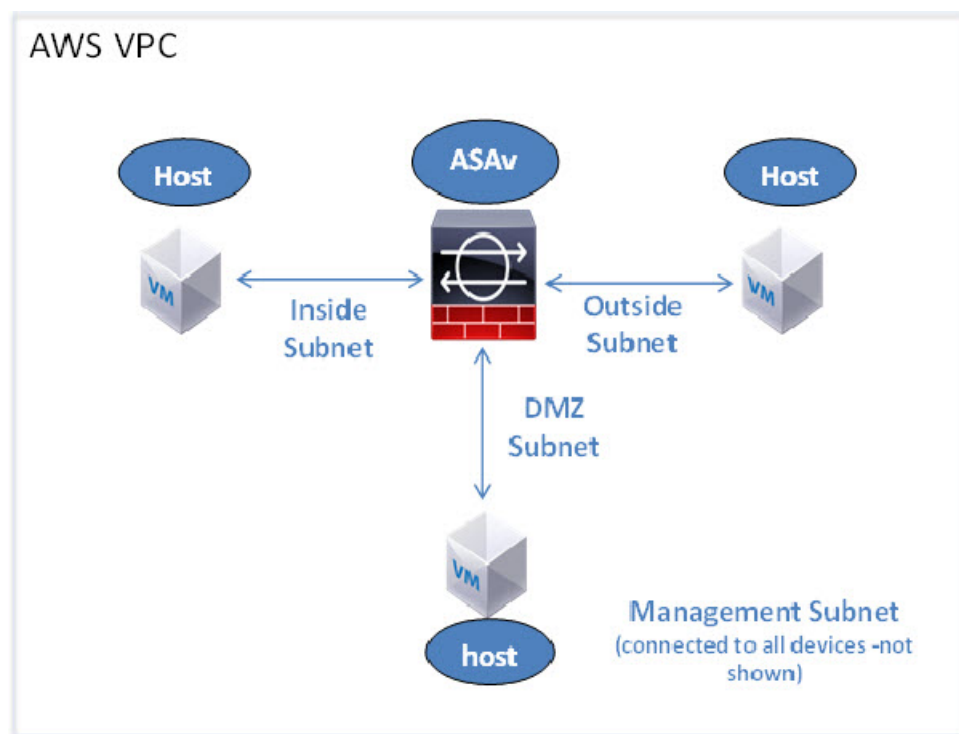 AWS VPC
Host
ASAv
Host
VM
VM
Inside
Subnet
Outside
Subnet
DMZ
Subnet
VM
host
Management Subnet
(connected to all devices -not
shown)